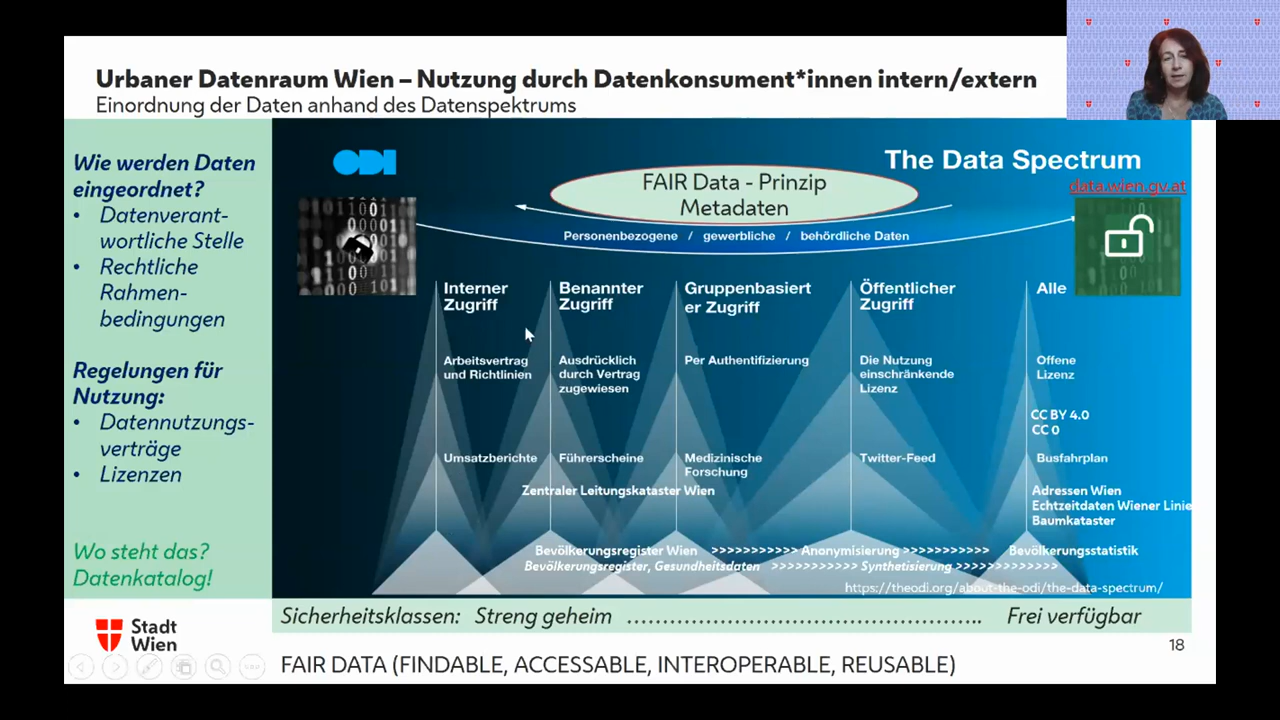 Urbaner Datenraum Wien – Nutzung durch Datenkonsument*innen intern/extern
Einordnung der Daten anhand des Datenspektrums
Wie werden Daten
eingeordnet?
• Datenverant-
wortliche Stelle
• Rechtliche
Rahmen-
bedingungen
Regelungen für
Nutzung:
• Datennutzungs-
verträge
• Lizenzen
Wo steht das?
Datenkatalog!
ODI
The Data Spectrum
FAIR Data - Prinzip
Metadaten
data.wien.gv.at
Personenbezogene / gewerbliche / behördliche Daten
Interner
Zugriff
Arbeitsvertrag
und Richtlinien
Umsatzberichte
Benannter
Zugriff
Ausdrücklich
durch Vertrag
zugewiesen
Führerscheine
Gruppenbasiert
er Zugriff
Per Authentifizierung
Medizinische
Forschung
Öffentlicher
Zugriff
Die Nutzung
einschränkende
Lizenz
Twitter-Feed
Alle
Offene
Lizenz
CC BY 4.0
CC 0
Busfahrplan
Zentraler Leitungskataster Wien
Adressen Wien
Echtzeitdaten Wiener Linie
Baumkataster
Bevölkerungsregister Wien >>>>>>>>>>> Anonymisierung >>>>>>>>>>> Bevölkerungsstatistik
Bevölkerungsregister, Gesundheitsdaten >>>>>>>>>>> Synthetisierung >>>>>>>>>>>>>
https://theodi.org/about-the-odi/the-data-spectrum/
Sicherheitsklassen: Streng geheim ………………………………………….. Frei verfügbar
Stadt
Wien
18
FAIR DATA (FINDABLE, ACCESSABLE, INTEROPERABLE, REUSABLE)